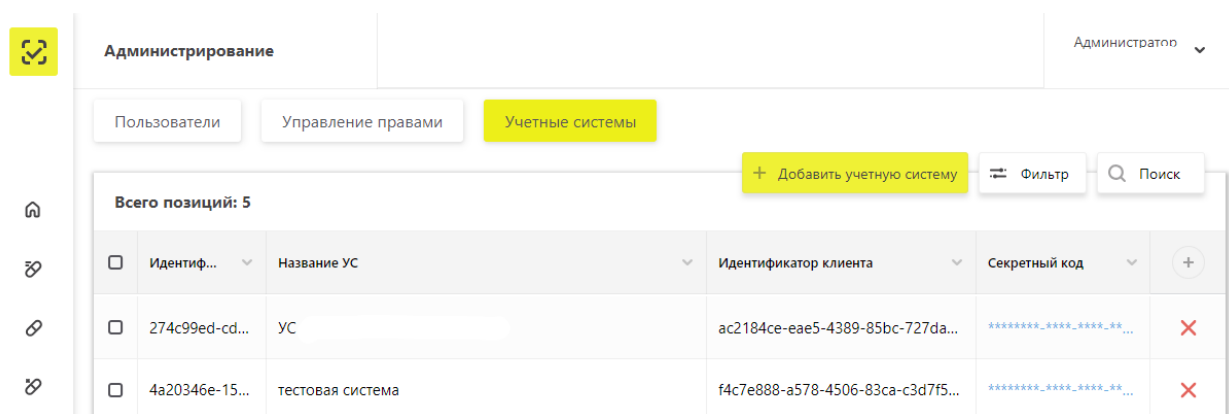 Администрирование
Администратор
Пользователи
Управление правами
Учетные системы
+ Добавить учетную систему
Фильтр
Поиск
Всего позиций: 5
Идентиф... Название УС Идентификатор клиента Секретный код
274c99ed-cd... УС ac2184ce-eae5-4389-85bc-727da... ********-****-****-**...
4a20346e-15... тестовая система f4c7e888-a578-4506-83ca-c3d7f5... ********-****-****-**...